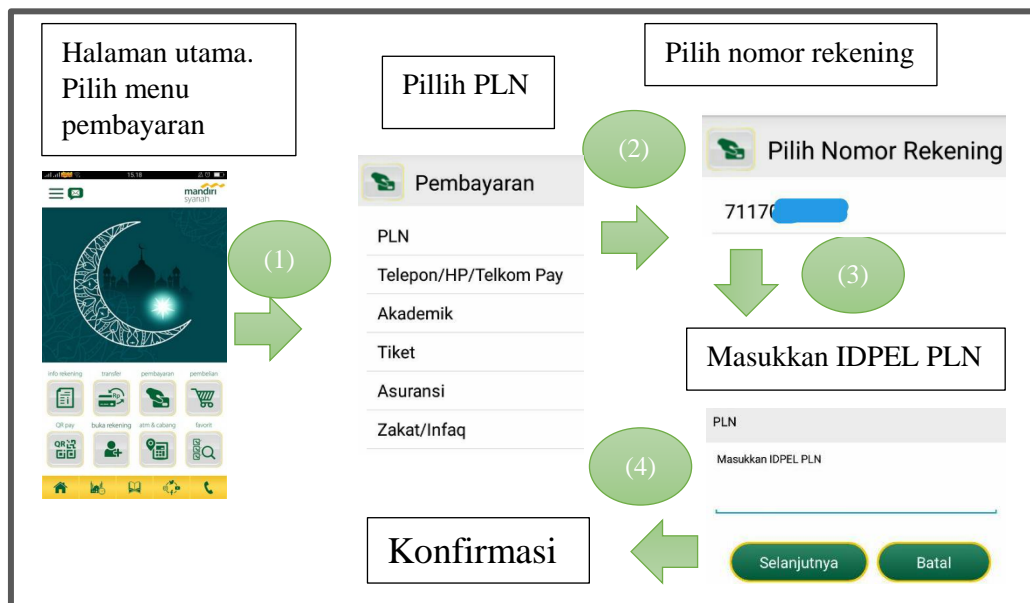 Halaman utama.
Pilih menu
pembayaran
15.18
mandiri
syariah
info rekening transfer pembayaran pembelian
Rp
QR pay buka rekening atm & cabang favorit
QR
(1)
Pillih PLN
Pembayaran
PLN
Telepon/HP/Telkom Pay
Akademik
Tiket
Asuransi
Zakat/Infaq
(2)
Pilih nomor rekening
Pilih Nomor Rekening
7117
(3)
Masukkan IDPEL PLN
PLN
Masukkan IDPEL PLN
Selanjutnya Batal
(4)
Konfirmasi